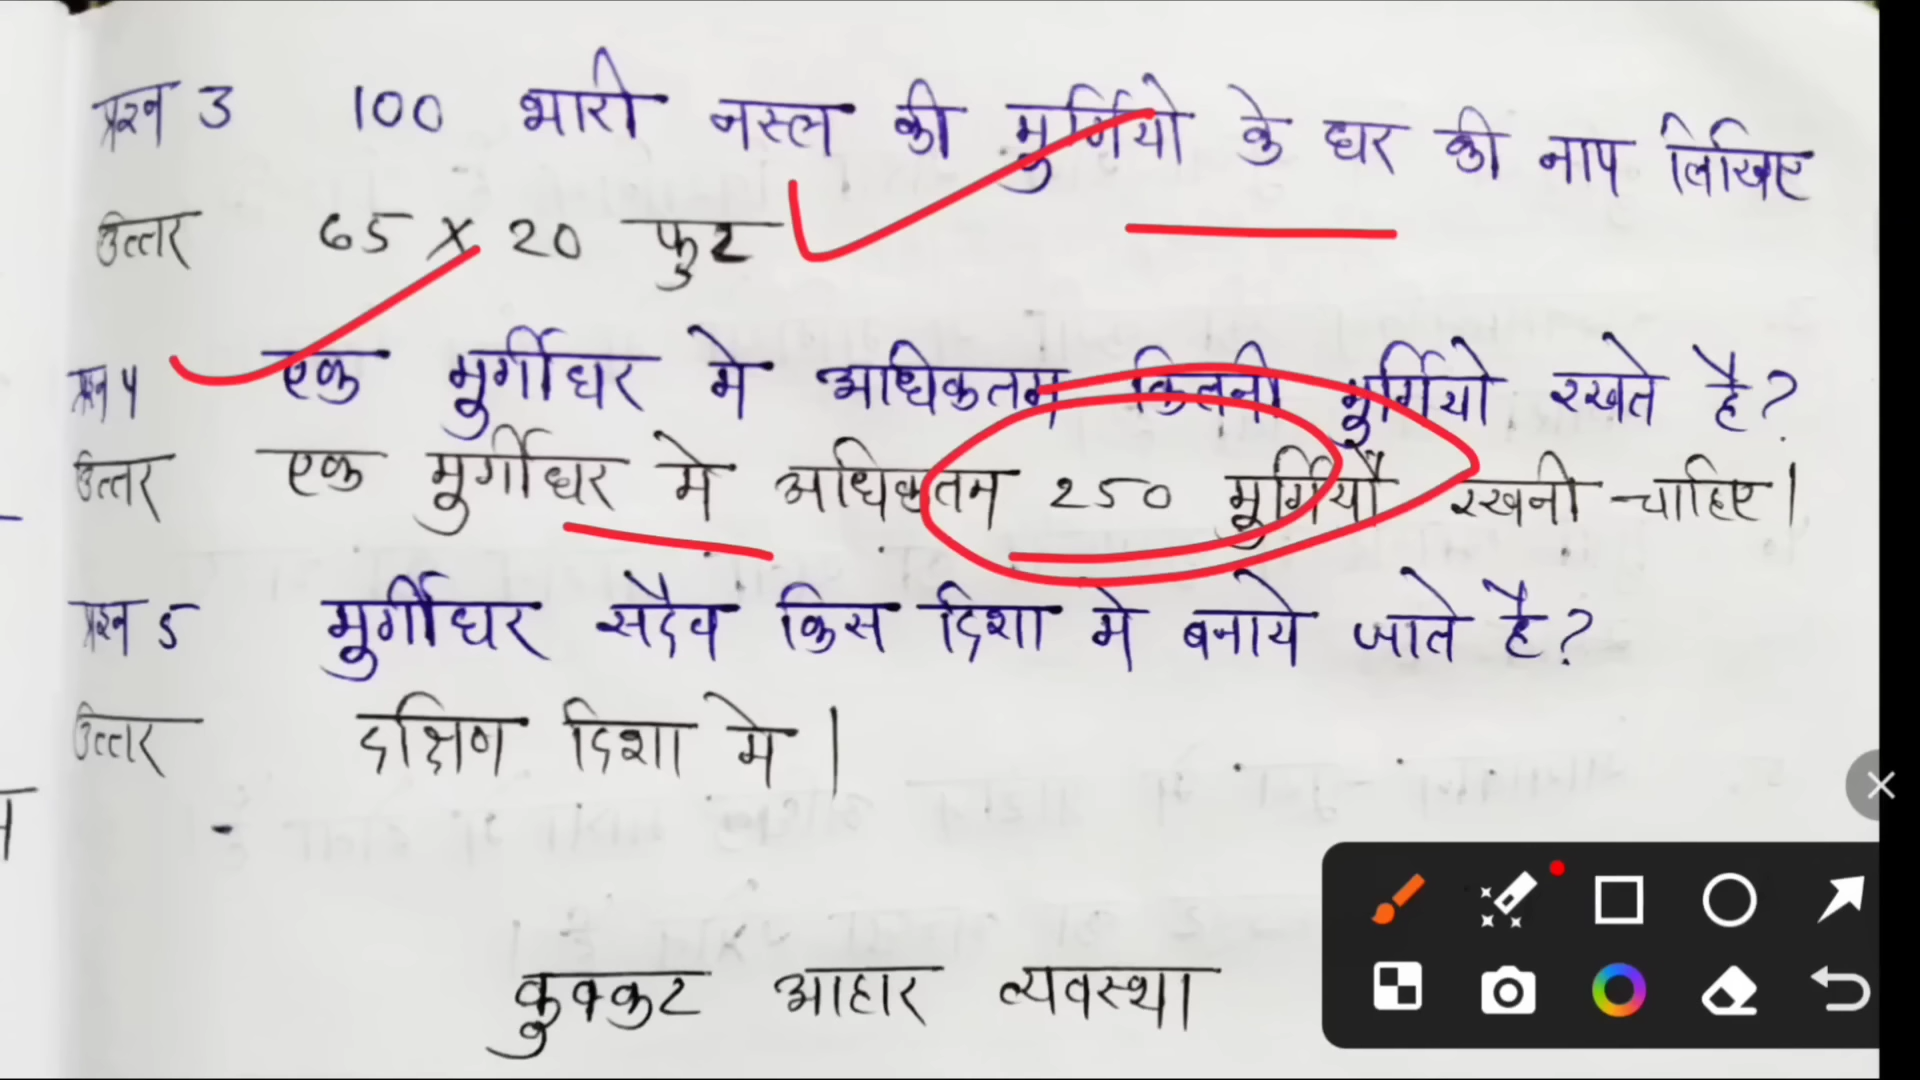 प्रश्न 3 100 भारी नस्ल की मुर्गियो के घर की नाप लिखिए
उत्तर 65 X 20 फुट
प्रश्न 4 एक मुर्गीघर मे अधिकतम कितनी मुर्गियो रखते है?
उत्तर एक मुर्गीघर मे अधिकतम 250 मुर्गियाँ रखनी चाहिए।
प्रश्न 5 मुर्गीघर सदैव किस दिशा मे बनाये जाते है?
उत्तर दक्षिण दिशा मे।
कुक्कुट आहार व्यवस्था